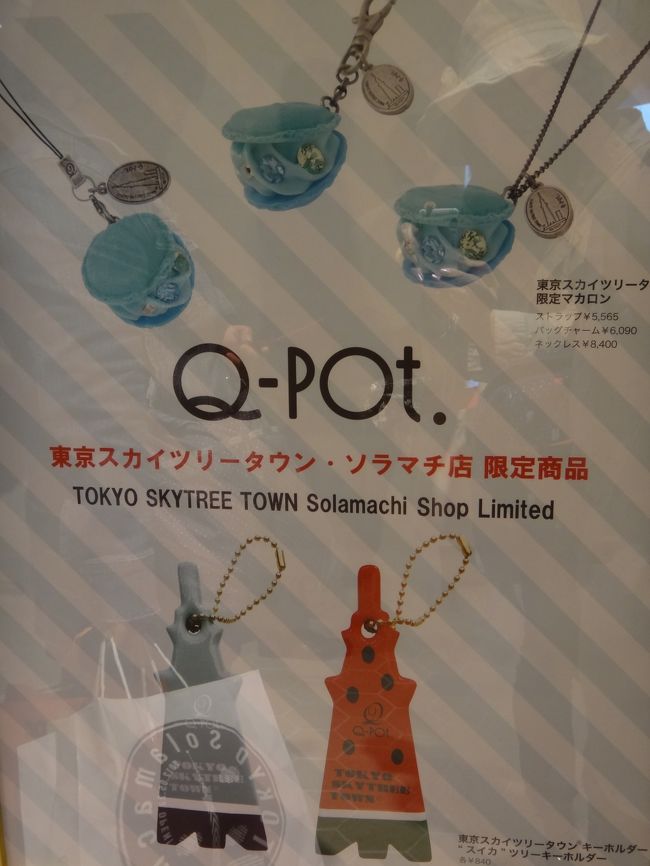 東京スカイツリータ
限定マカロン
ストラップ¥5,565
バッグチャーム¥6,090
ネックレス¥8,400
Q-POt.
東京スカイツリータウン・ソラマチ店 限定商品
TOKYO SKYTREE TOWN Solamachi Shop Limited
Q-POt.
TOKYO
SKYTREE
TOWN
TOKYO
SKYTREE
TOWN
東京スカイツリータウン キーホルダー
"スイカ"ツリーキーホルダー
各¥840